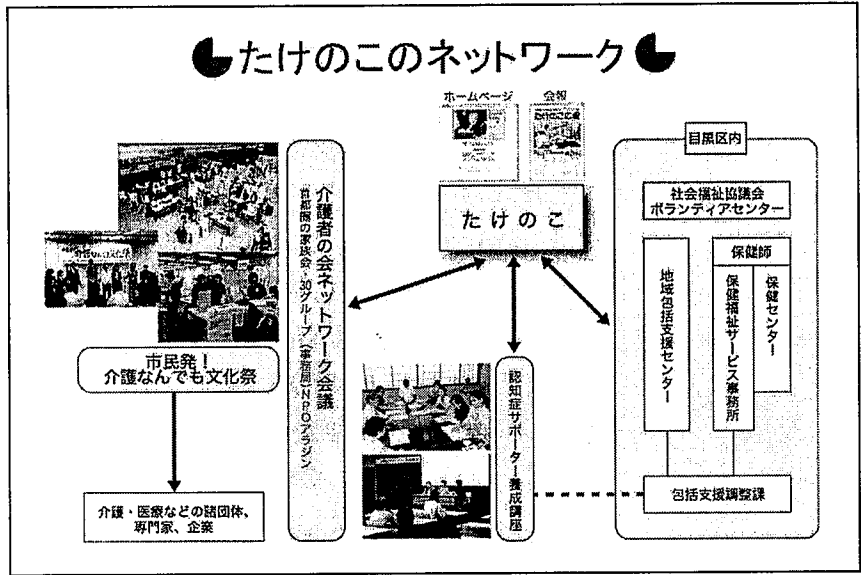 たけのこのネットワーク
ホームページ
会報
たけのこの会
たけのこ
目黒区内
社会福祉協議会
ボランティアセンター
地域包括支援センター
保健師
保健福祉サービス事務所
保健センター
包括支援調整課
介護者の会ネットワーク会議
首都圏の家族会・30グループ(事務局)NPOアラジン
市民発!
介護なんでも文化祭
介護・医療などの諸団体、
専門家、企業
認知症サポーター養成講座